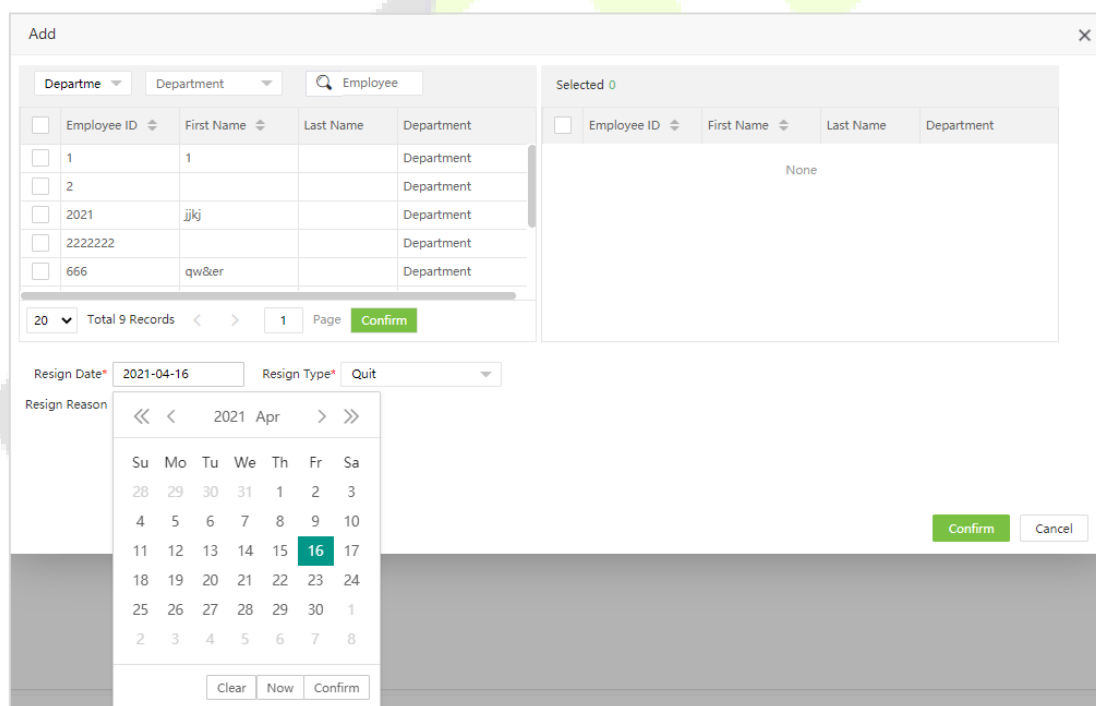 Add
Departme Department Employee
Selected 0
Employee ID First Name Last Name Department
Employee ID First Name Last Name Department
1 1 Department
None
2 Department
2021 jjkj Department
2222222 Department
666 qw&er Department
20 Total 9 Records 1 Page Confirm
Resign Date* 2021-04-16 Resign Type* Quit
Resign Reason
2021 Apr
Su Mo Tu We Th Fr Sa
28 29 30 31 1 2 3
4 5 6 7 8 9 10
11 12 13 14 15 16 17
18 19 20 21 22 23 24
25 26 27 28 29 30 1
2 3 4 5 6 7 8
Clear Now Confirm
Confirm Cancel